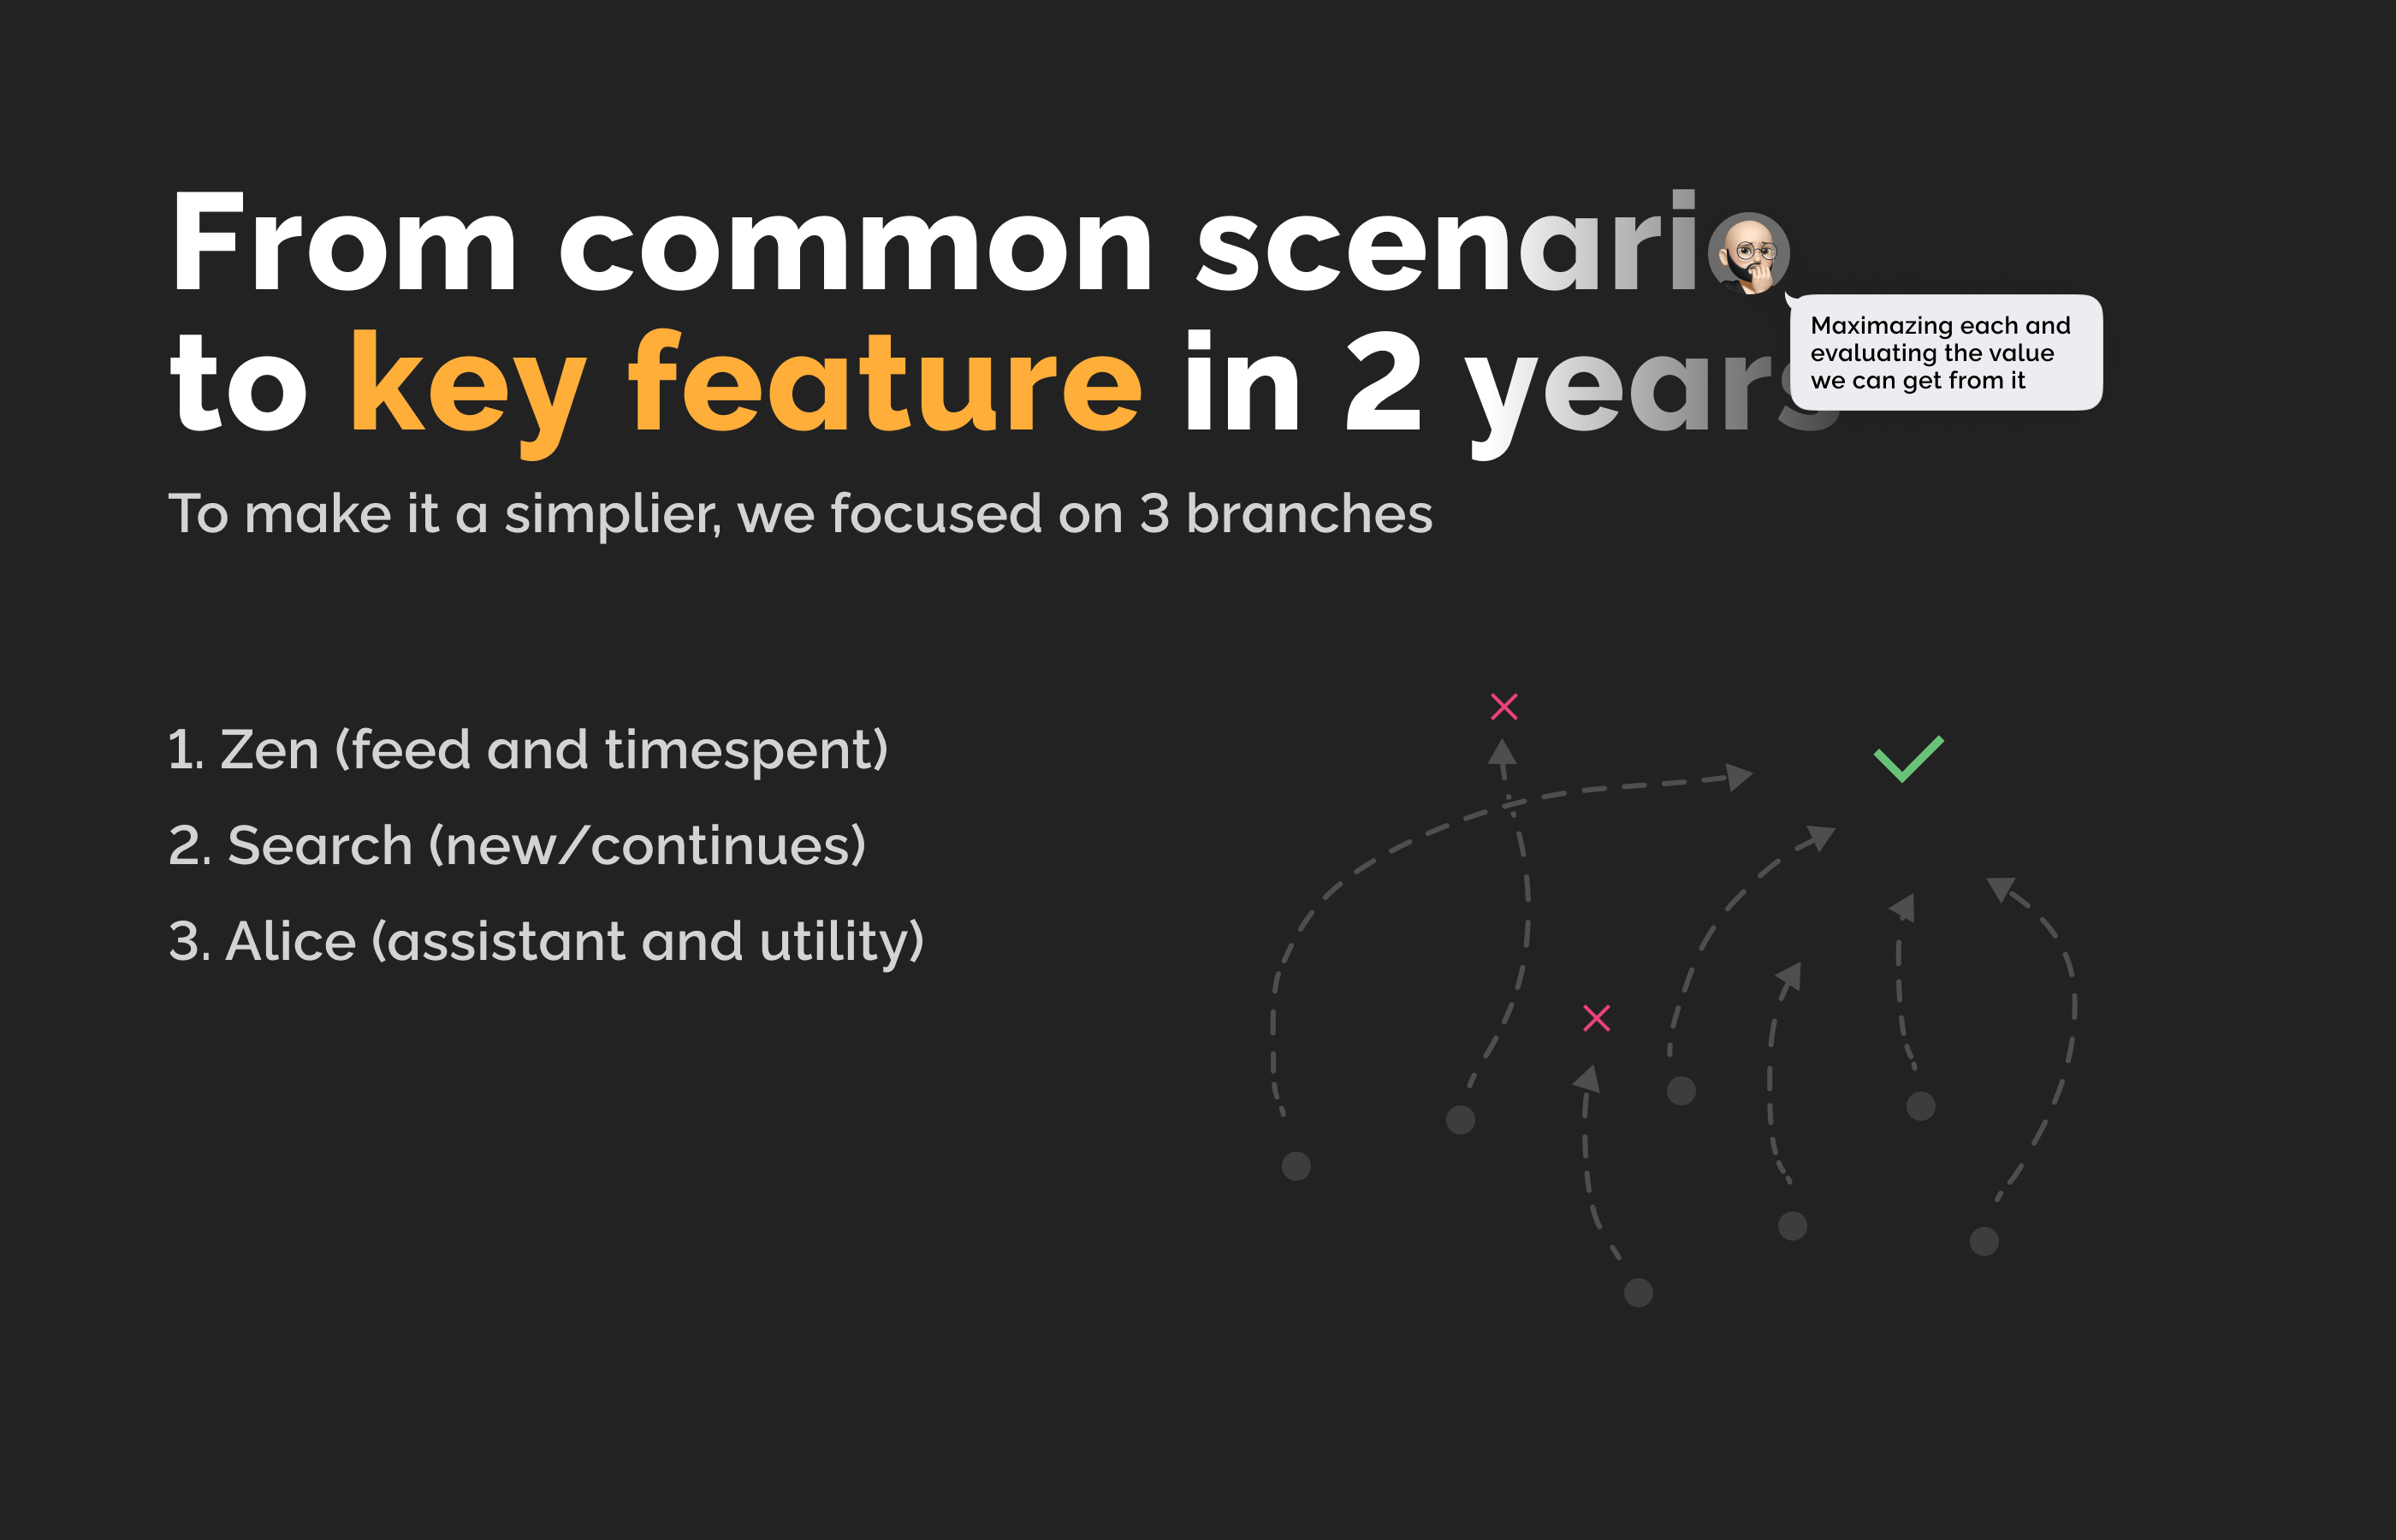 From common scenari
to key feature in 2 years
Maximazing each and
evaluating the value
we can get from it
To make it a simplier, we focused on 3 branches
1. Zen (feed and timespent)
2. Search (new/continues)
3. Alice (assistant and utility)